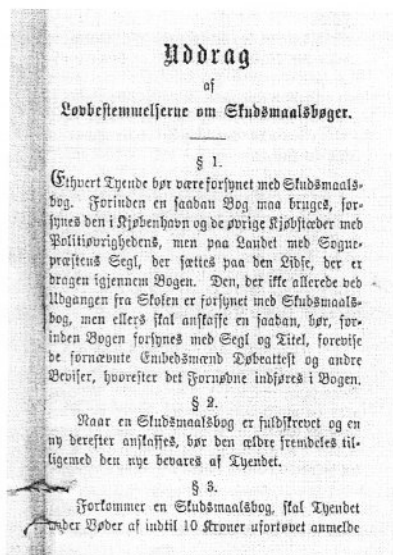 Uddrag
af
Lovbestemmelserne om Skudsmaalsbøger.
§ 1.
Ethvert Tyende bør være forsynet med Skudsmaals-
bog. Forinden en saadan Bog maa bruges, for-
synes den i Kjøbenhavn og de øvrige Kjøbstæder med
Politiøvrighedens, men paa Landet med Sogne-
præstens Segl, der sættes paa den Lidse, der er
dragen igjennem Bogen. Den, der ikke allerede ved
Udgangen fra Skolen er forsynet med Skudsmaals-
bog, men ellers skal anskaffe en saadan, bør, for-
inden Bogen forsynes med Segl og Titel, forevise
de fornævnte Embedsmænd Døbeattest og andre
Beviser, hvorefter det Fornødne indføres i Bogen.
§ 2.
Naar en Skudsmaalsbog er fuldskrevet og en
ny derefter anskaffes, bør den ældre fremdeles til-
ligemed den nye bevares af Tyendet.
§ 3.
Forkommer en Skudsmaalsbog, skal Tyendet
under Bøder af indtil 10 Kroner ufortøvet anmelde